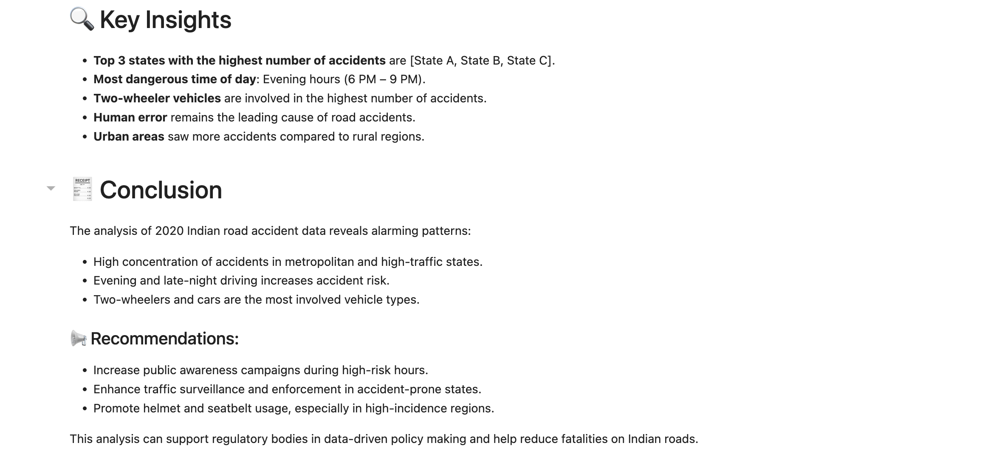 Key Insights
• Top 3 states with the highest number of accidents are [State A, State B, State C].
• Most dangerous time of day: Evening hours (6 PM – 9 PM).
• Two-wheeler vehicles are involved in the highest number of accidents.
• Human error remains the leading cause of road accidents.
• Urban areas saw more accidents compared to rural regions.
RECEIPT
Conclusion
The analysis of 2020 Indian road accident data reveals alarming patterns:
• High concentration of accidents in metropolitan and high-traffic states.
• Evening and late-night driving increases accident risk.
• Two-wheelers and cars are the most involved vehicle types.
Recommendations:
• Increase public awareness campaigns during high-risk hours.
• Enhance traffic surveillance and enforcement in accident-prone states.
• Promote helmet and seatbelt usage, especially in high-incidence regions.
This analysis can support regulatory bodies in data-driven policy making and help reduce fatalities on Indian roads.